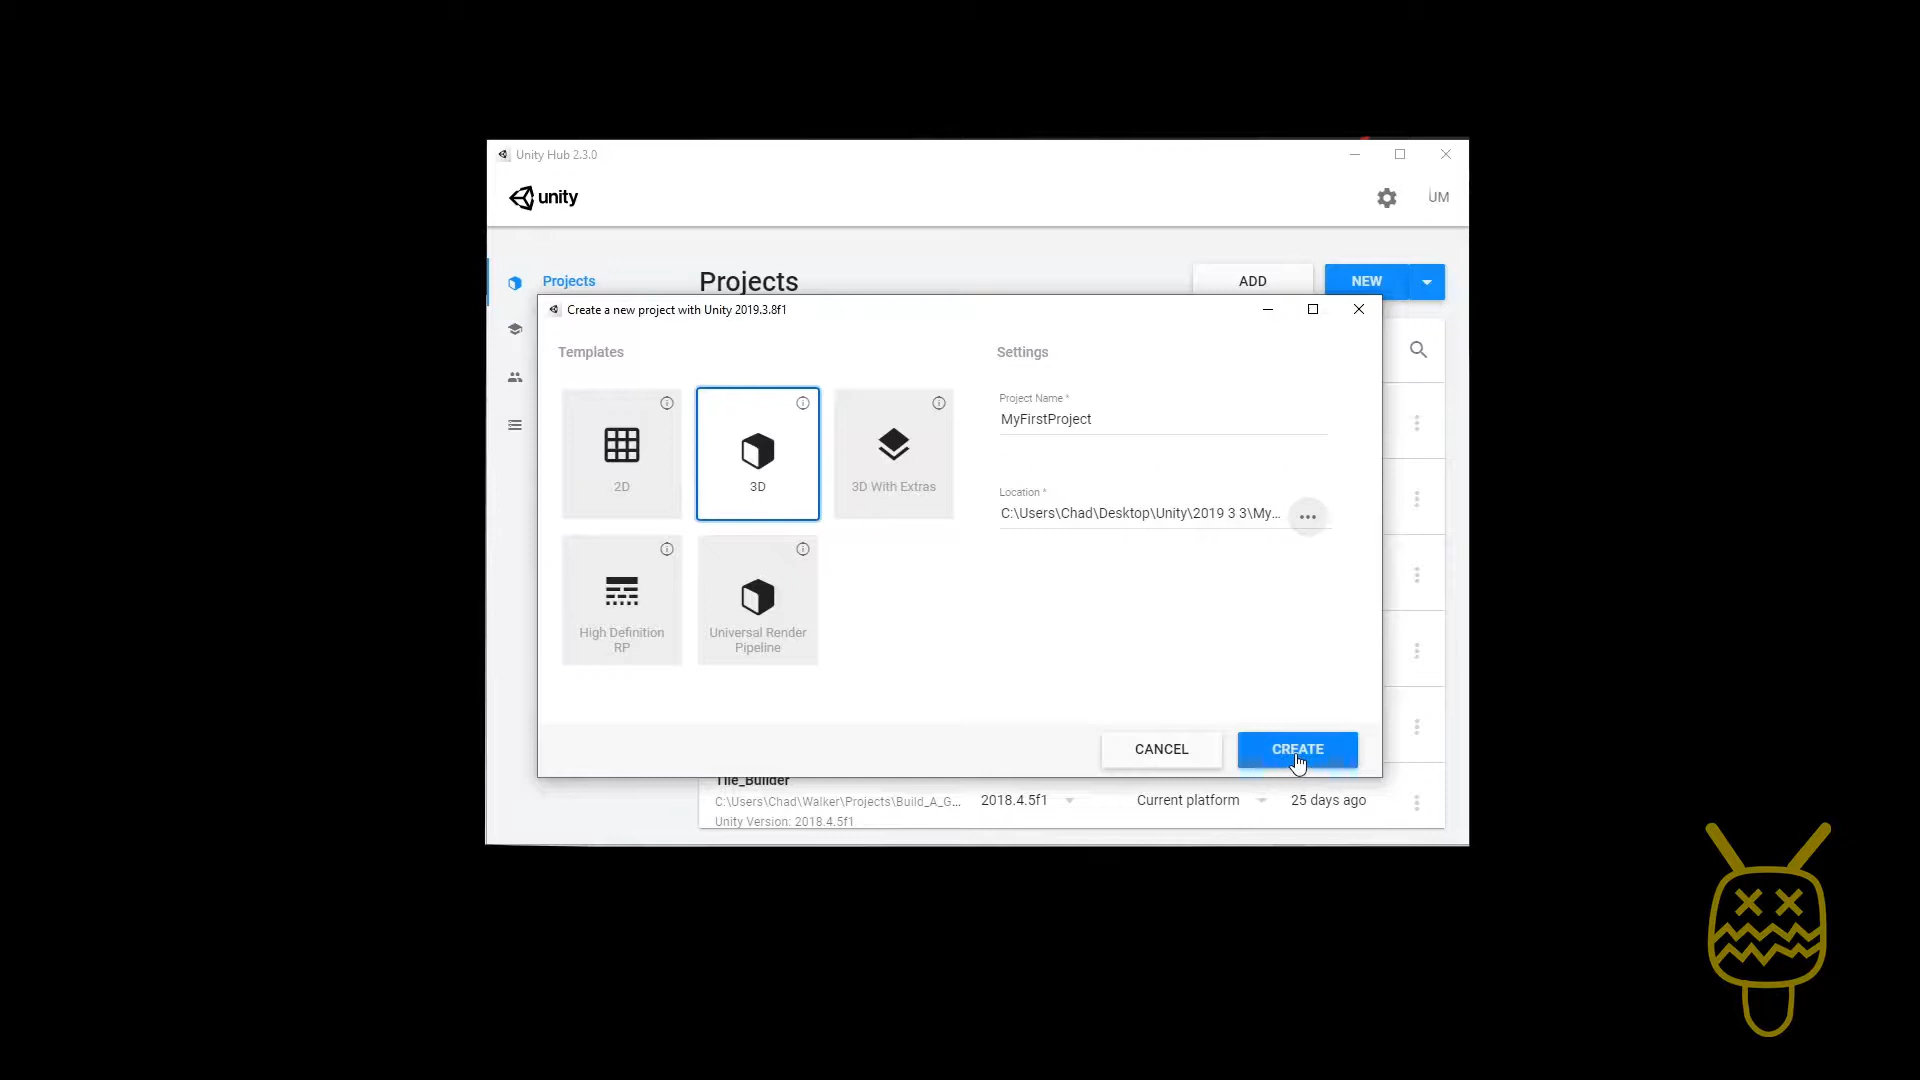 Unity Hub 2.3.0
unity
UM
Projects
Projects
ADD
NEW
Create a new project with Unity 2019.3.8f1
Templates
Settings
2D
3D
3D With Extras
High Definition
RP
Universal Render
Pipeline
Project Name *
MyFirstProject
Location *
C:\Users\Chad\Desktop\Unity\2019 3 3\My...
CANCEL
CREATE
Tile_Builder
C:\Users\Chad\Walker\Projects\Build_A_G...
2018.4.5f1
Current platform
25 days ago
Unity Version: 2018.4.5f1